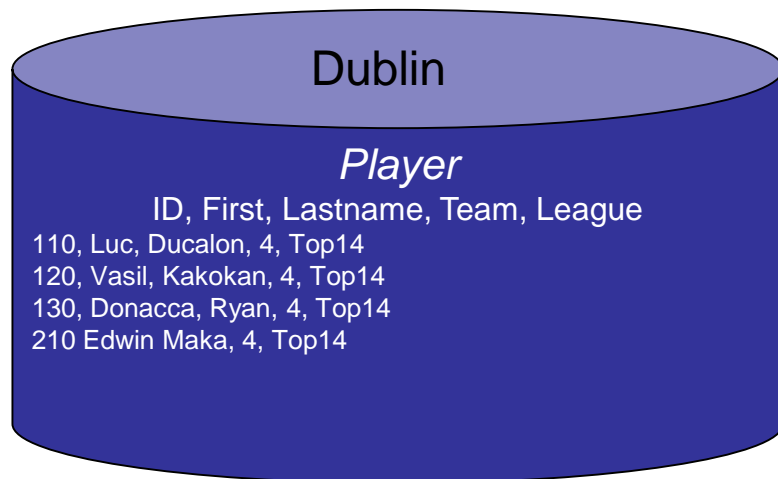 Dublin
Player
ID, First, Lastname, Team, League
110, Luc, Ducalon, 4, Top14
120, Vasil, Kakokan, 4, Top14
130, Donacca, Ryan, 4, Top14
210 Edwin Maka, 4, Top14